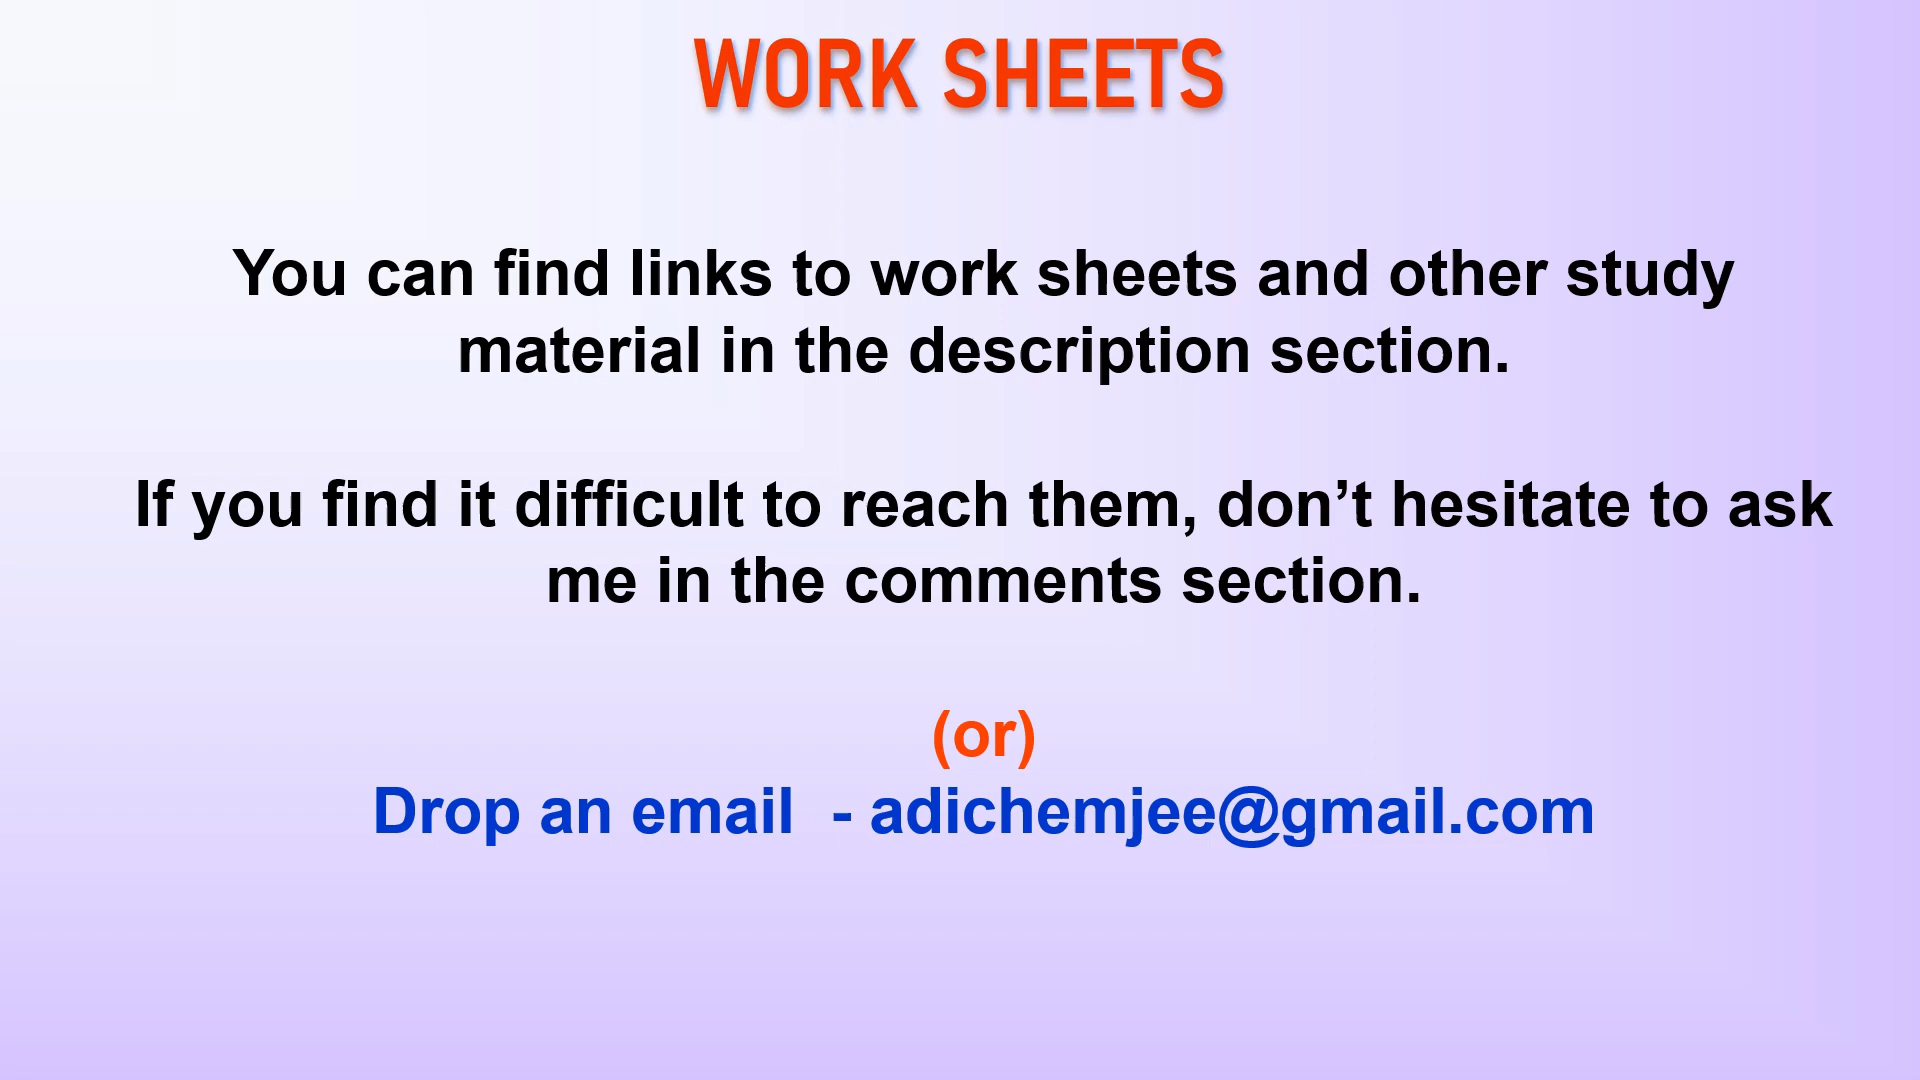 WORK SHEETS
You can find links to work sheets and other study
material in the description section.
If you find it difficult to reach them, don’t hesitate to ask
me in the comments section.
(or)
Drop an email  - adichemjee@gmail.com